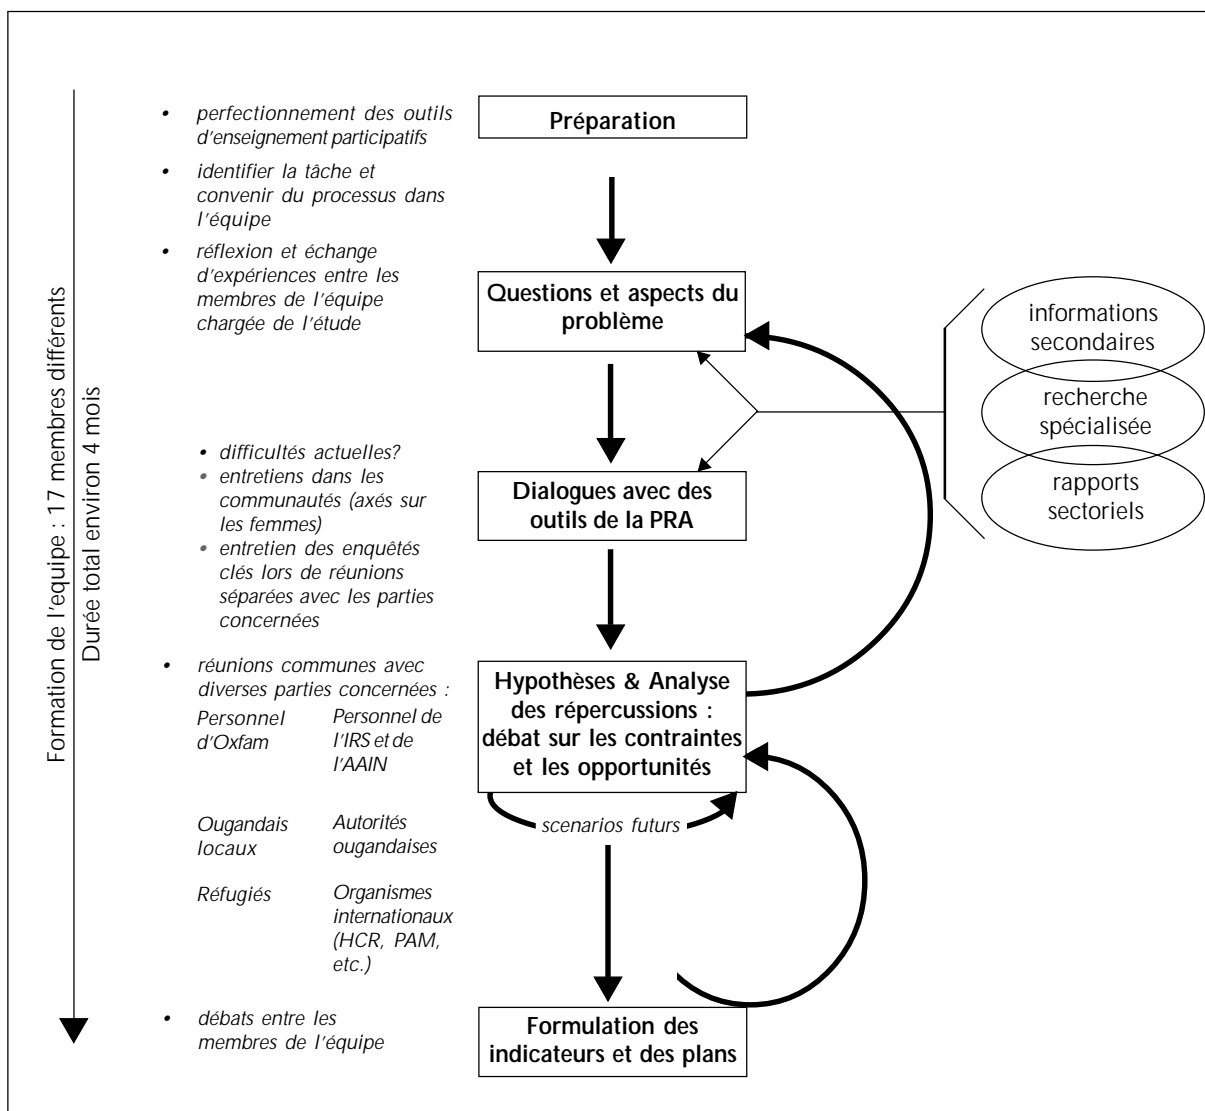 Formation de l'equipe : 17 membres différents
Durée total environ 4 mois
• perfectionnement des outils
d'enseignement participatifs
• identifier la tâche et
convenir du processus dans
l'équipe
• réflexion et échange
d'expériences entre les
membres de l'équipe
chargée de l'étude
• difficultés actuelles?
• entretiens dans les
communautés (axés sur
les femmes)
• entretien des enquêtés
clés lors de réunions
séparées avec les parties
concernées
• réunions communes avec
diverses parties concernées :
Personnel
d'Oxfam
Personnel de
l'IRS et de
l'AAIN
Ougandais
locaux
Autorités
ougandaises
Réfugiés
Organismes
internationaux
(HCR, PAM,
etc.)
• débats entre les
membres de l'équipe
Préparation
Questions et aspects du
problème
Dialogues avec des
outils de la PRA
Hypothèses & Analyse
des répercussions :
débat sur les contraintes
et les opportunités
scenarios futurs
Formulation des
indicateurs et des plans
informations
secondaires
recherche
spécialisée
rapports
sectoriels